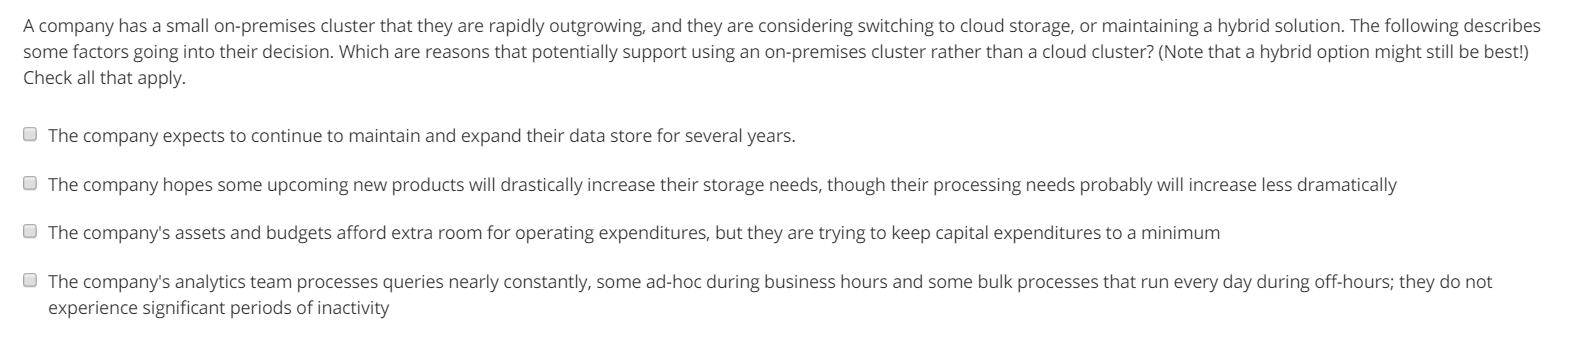 A company has a small on-premises cluster that they are rapidly outgrowing, and they are considering switching to cloud storage, or maintaining a hybrid solution. The following describes
some factors going into their decision. Which are reasons that potentially support using an on-premises cluster rather than a cloud cluster? (Note that a hybrid option might still be best!)
Check all that apply.
The company expects to continue to maintain and expand their data store for several years.
The company hopes some upcoming new products will drastically increase their storage needs, though their processing needs probably will increase less dramatically
The company's assets and budgets afford extra room for operating expenditures, but they are trying to keep capital expenditures to a minimum
The company's analytics team processes queries nearly constantly, some ad-hoc during business hours and some bulk processes that run every day during off-hours; they do not
experience significant periods of inactivity